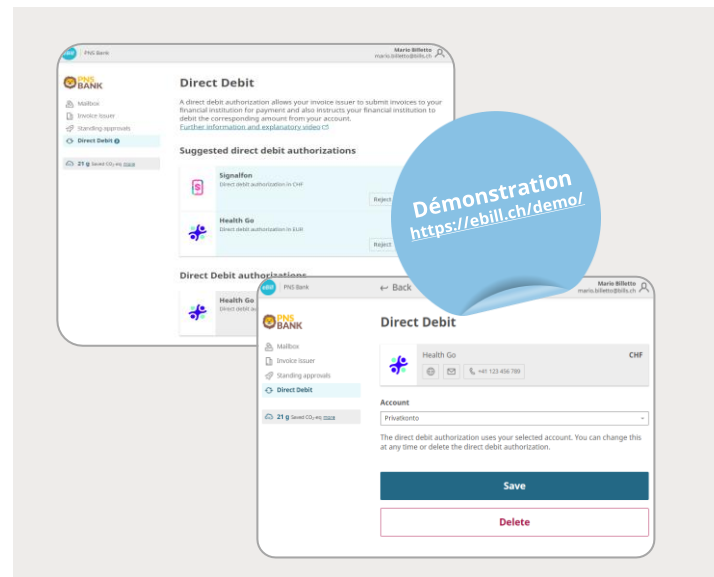 eBill PNS Bank
Mario Billetto
mario.billetto@bills.ch
PNS
BANK
Mailbox
Invoice issuer
Standing approvals
Direct Debit
21 g Saved CO₂-eq more
Direct Debit
A direct debit authorization allows your invoice issuer to submit invoices to your
financial institution for payment and also instructs your financial institution to
debit the corresponding amount from your account.
Further information and explanatory video
Suggested direct debit authorizations
Signalfon
Direct debit authorization in CHF
Reject
Health Go
Direct debit authorization in EUR
Reject
Direct Debit authorizations
Health Go
Direct debit
Démonstration
https://ebill.ch/demo/
eBill PNS Bank
Back
Mario Billetto
mario.billetto@bills.ch
PNS
BANK
Mailbox
Invoice issuer
Standing approvals
Direct Debit
21 g Saved CO₂-eq more
Direct Debit
Health Go
CHF
+41 123 456 789
Account
Privatkonto
The direct debit authorization uses your selected account. You can change this
at any time or delete the direct debit authorization.
Save
Delete